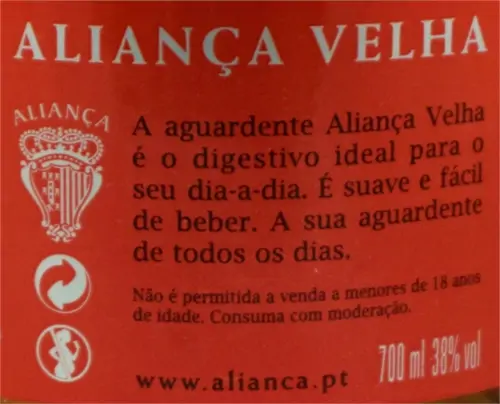 ALIANÇA VELHA
ALIANÇA
A aguardente Aliança Velha
é o digestivo ideal para o
seu dia-a-dia. É suave e fácil
de beber. A sua aguardente
de todos os dias.
Não é permitida a venda a menores de 18 anos
de idade. Consuma com moderação.
700 ml 38% vol
www.alianca.pt